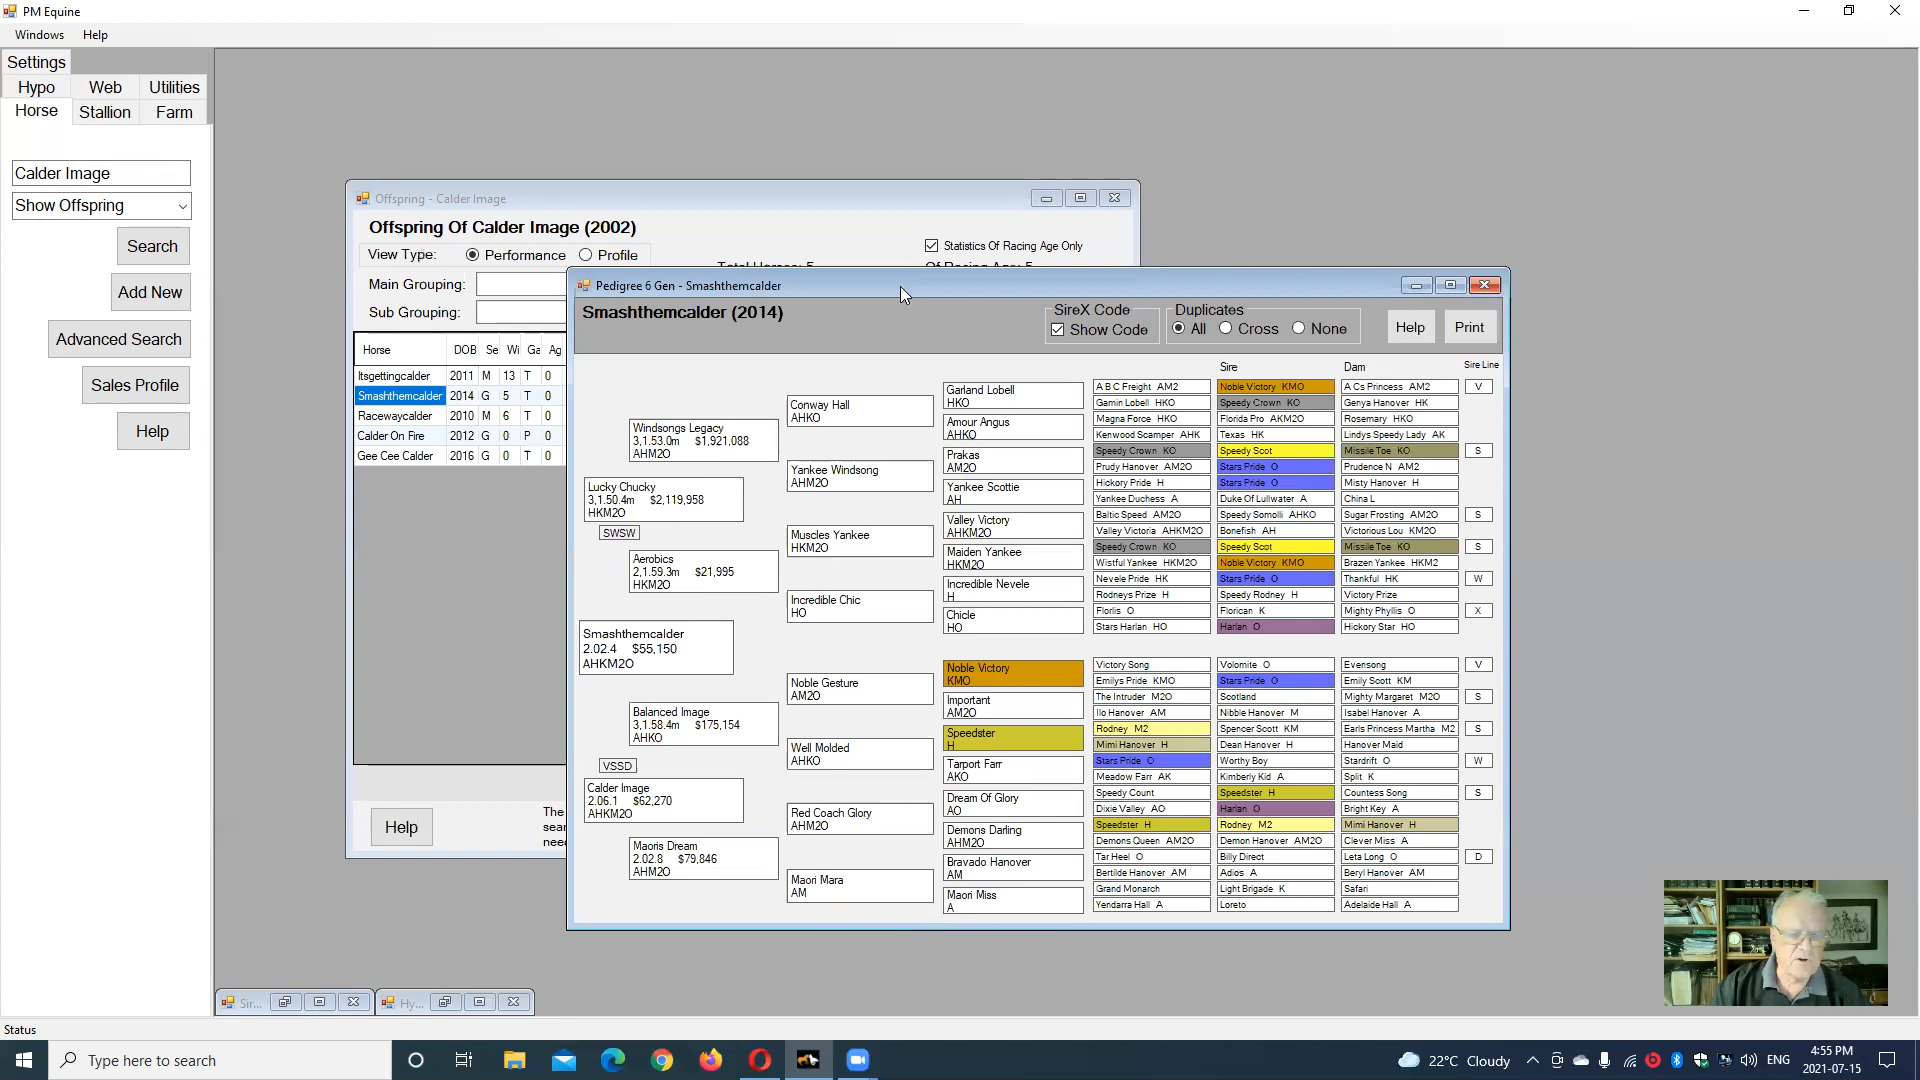 PM Equine
Windows Help
Settings
Hypo Web Utilities
Horse Stallion Farm
Calder Image
Show Offspring
Search
Add New
Advanced Search
Sales Profile
Help
Offspring - Calder Image
Offspring Of Calder Image (2002)
View Type: Performance Profile
Statistics Of Racing Age Only
Main Grouping:
Sub Grouping:
Total Horses: 5
Of Racing Age: 5
Horse DOB Se Wi Ga Ag
Itsgettingcalder 2011 M 13 T 0
Smashthemcalder 2014 G 5 T 0
Racewaycalder 2010 M 6 T 0
Calder On Fire 2012 G 0 P 0
Gee Cee Calder 2016 G 0 T 0
Help
The
sear
need
Pedigree 6 Gen - Smashthemcalder
Smashthemcalder (2014)
SireX Code
Show Code
Duplicates
All Cross None
Help
Print
Smashthemcalder
2.02.4 $55,150
AHKM2O
Lucky Chucky
3,1.50.4m $2,119,958
HKM2O
SWSW
VSSD
Calder Image
2.06.1 $62,270
AHKM2O
Windsongs Legacy
3,1.53.0m $1,921,088
AHM2O
Aerobics
2,1.59.3m $21,995
HKM2O
Balanced Image
3,1.58.4m $175,154
AHKO
Maoris Dream
2.02.8 $79,846
AHM2O
Conway Hall
AHKO
Yankee Windsong
AHM2O
Muscles Yankee
HKM2O
Incredible Chic
HO
Noble Gesture
AM2O
Well Molded
AHKO
Red Coach Glory
AHM2O
Maori Mara
AM
Garland Lobell
HKO
Amour Angus
AHKO
Prakas
AM2O
Yankee Scottie
AH
Valley Victory
AHKM2O
Maiden Yankee
HKM2O
Incredible Nevele
H
Chicle
HO
Noble Victory
KMO
Important
AM2O
Speedster
H
Tarport Farr
AKO
Dream Of Glory
AO
Demons Darling
AHM2O
Bravado Hanover
AM
Maori Miss
A
Sire Dam Sire Line
A B C Freight AM2 Noble Victory KMO A Cs Princess AM2 V
Gamin Lobell HKO Speedy Crown KO Genya Hanover HK
Magna Force HKO Florida Pro AKM2O Rosemary HKO
Kenwood Scamper AHK Texas HK Lindys Speedy Lady AK
Speedy Crown KO Speedy Scot Missile Toe KO S
Prudy Hanover AM2O Stars Pride O Prudence N AM2
Hickory Pride H Stars Pride O Misty Hanover H
Yankee Duchess A Duke Of Lullwater A China L
Baltic Speed AM2O Speedy Somolli AHKO Sugar Frosting AM2O S
Valley Victoria AHKM2O Bonefish AH Victorious Lou KM2O
Speedy Crown KO Speedy Scot Missile Toe KO S
Wistful Yankee HKM2O Noble Victory KMO Brazen Yankee HKM2
Nevele Pride HK Stars Pride O Thankful HK W
Rodneys Prize H Speedy Rodney H Victory Prize
Florlis O Florican K Mighty Phyllis O X
Stars Harlan HO Harlan O Hickory Star HO
Victory Song Volomite O Evensong V
Emilys Pride KMO Stars Pride O Emily Scott KM
The Intruder M2O Scotland Mighty Margaret M2O S
Ilo Hanover AM Nibble Hanover M Isabel Hanover A
Rodney M2 Spencer Scott KM Earls Princess Martha M2 S
Mimi Hanover H Dean Hanover H Hanover Maid
Stars Pride O Worthy Boy Stardrift O W
Meadow Farr AK Kimberly Kid A Split K
Speedy Count Speedster H Countess Song S
Dixie Valley AO Harlan O Bright Key A
Speedster H Rodney M2 Mimi Hanover H
Demons Queen AM2O Demon Hanover AM2O Clever Miss A
Tar Heel O Billy Direct Leta Long O D
Bertilde Hanover AM Adios A Beryl Hanover AM
Grand Monarch Light Brigade K Safari
Yendarra Hall A Loreto Adelaide Hall A
Sir...
Hy...
Status
Type here to search
22°C Cloudy
ENG
4:55 PM
2021-07-15